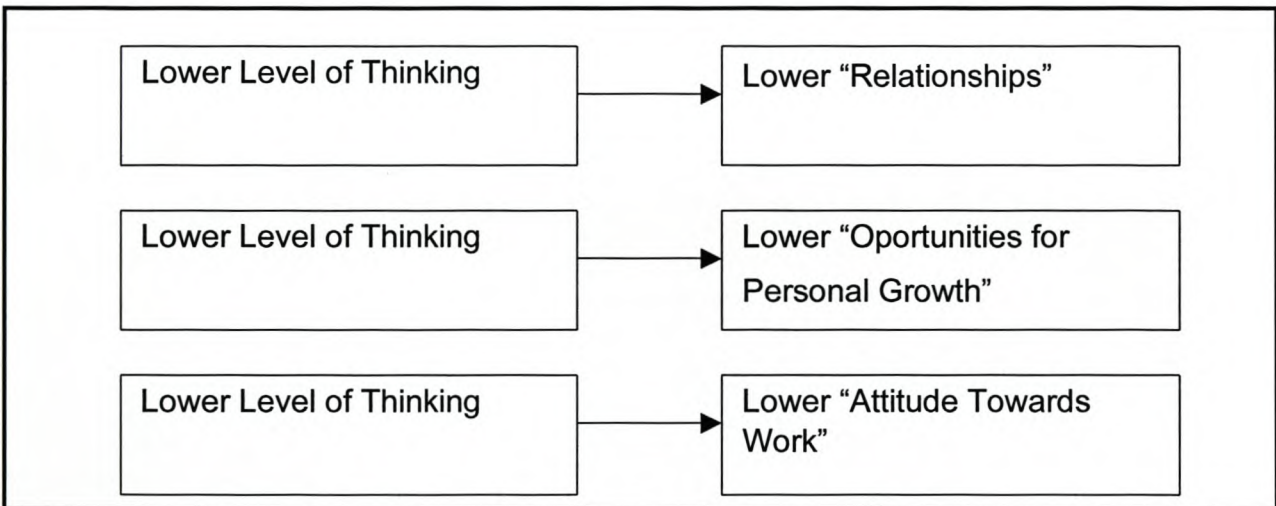 Lower Level of Thinking
Lower “Relationships”
Lower Level of Thinking
Lower “Oportunities for
Personal Growth”
Lower Level of Thinking
Lower “Attitude Towards
Work”